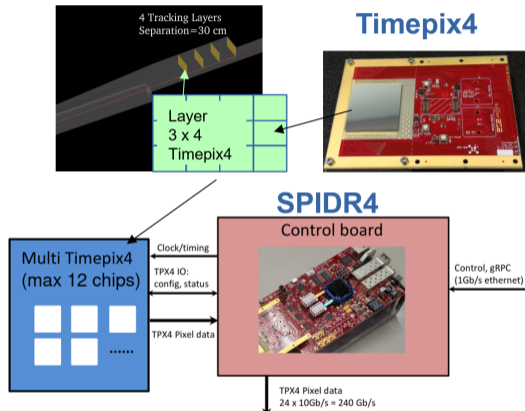 4 Tracking Layers
Separation=30 cm
Timepix4
Layer
3 x 4
Timepix4
SPIDR4
Control board
Multi Timepix4
(max 12 chips)
......
Clock/timing
TPX4 IO:
config, status
TPX4 Pixel data
Control, gRPC
(1Gb/s ethernet)
TPX4 Pixel data
24 x 10Gb/s = 240 Gb/s